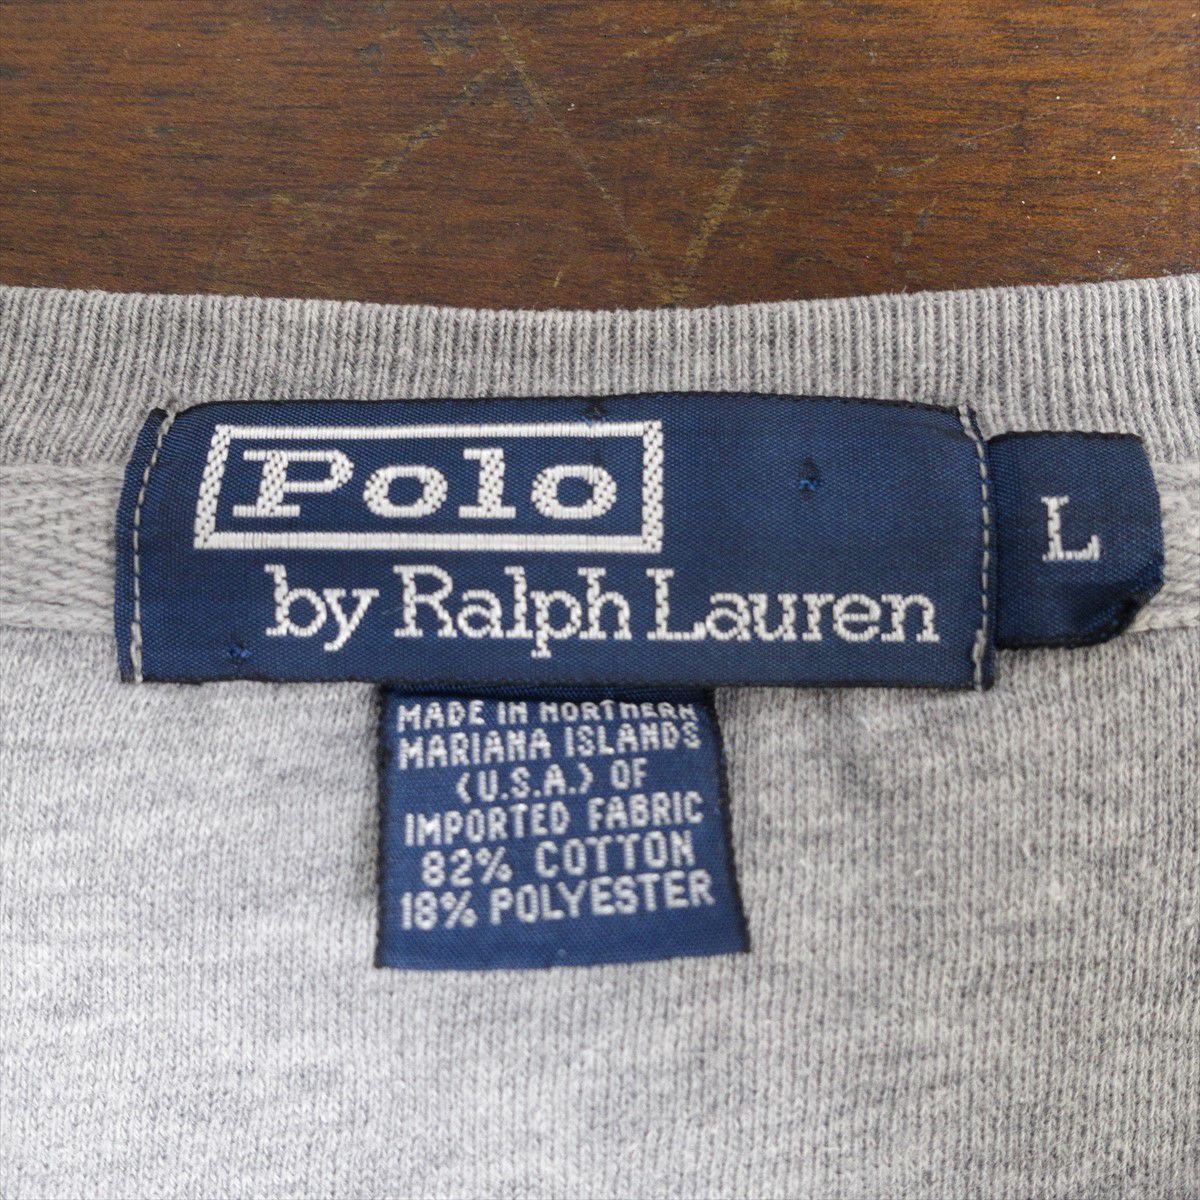 Polo
by Ralph Lauren
L
MADE IN NORTHERN
MARIANA ISLANDS
(U.S.A.) OF
IMPORTED FABRIC
82% COTTON
18% POLYESTER